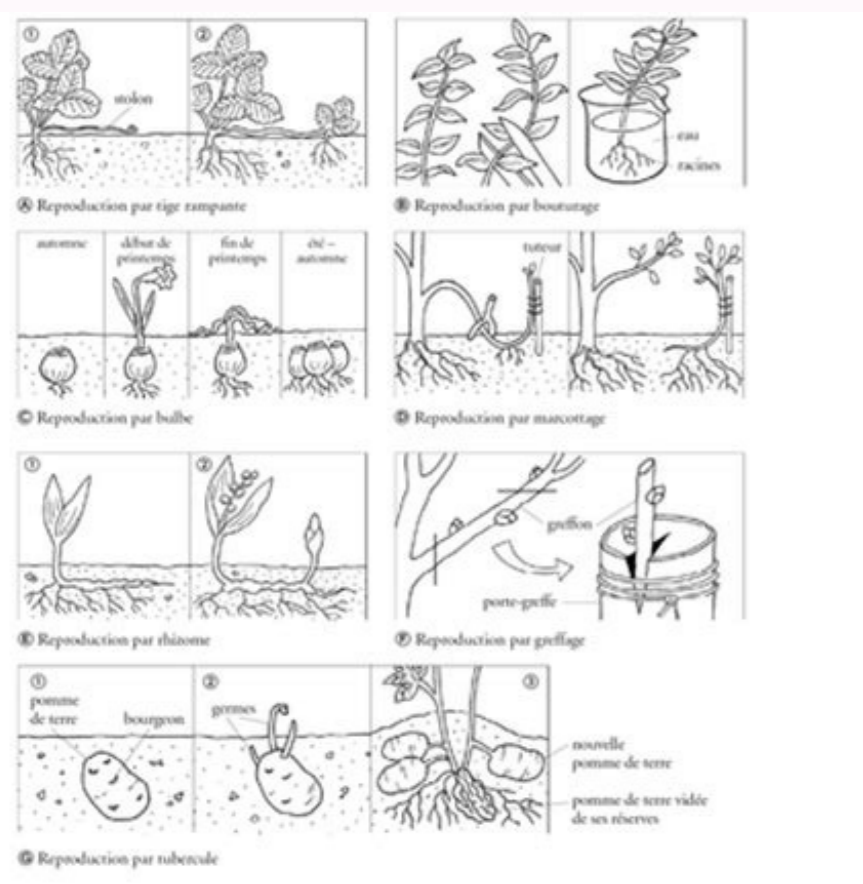 ① ②
stolon
Ⓐ Reproduction par tige rampante
eau
racines
Ⓑ Reproduction par bouturage
automne
début de
printemps
fin de
printemps
été –
automne
Ⓒ Reproduction par bulbe
tuteur
Ⓓ Reproduction par marcottage
① ②
Ⓔ Reproduction par rhizome
greffon
porte-greffe
Ⓕ Reproduction par greffage
① ② ③
pomme
de terre
bourgeon
germes
nouvelle
pomme de terre
pomme de terre vidée
de ses réserves
Ⓖ Reproduction par tubercule